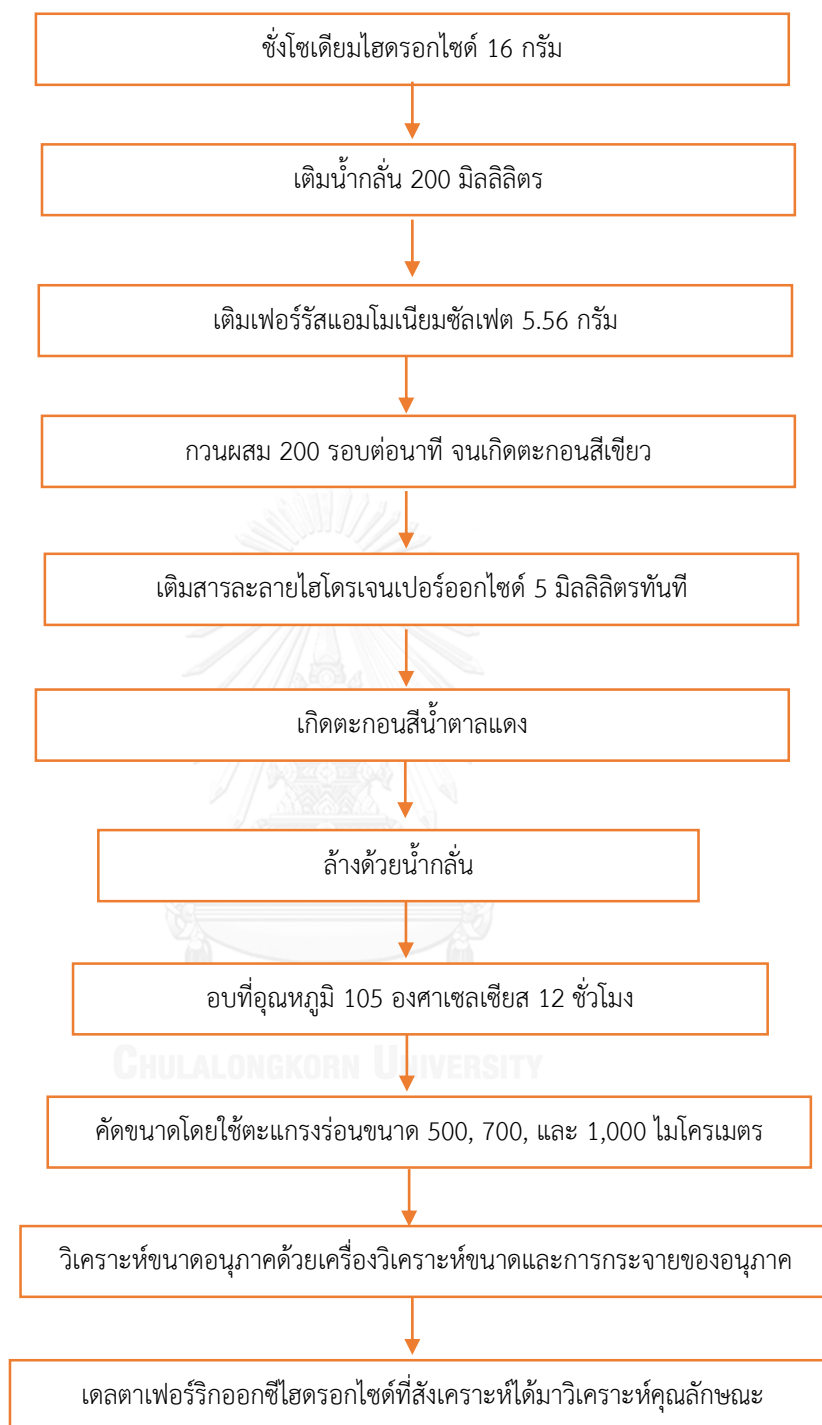 ชั่งโซเดียมไฮดรอกไซด์ 16 กรัม
เติมน้ำกลั่น 200 มิลลิลิตร
เติมเฟอร์รัสแอมโมเนียมซัลเฟต 5.56 กรัม
กวนผสม 200 รอบต่อนาที จนเกิดตะกอนสีเขียว
เติมสารละลายไฮโดรเจนเปอร์ออกไซด์ 5 มิลลิลิตรทันที
เกิดตะกอนสีน้ำตาลแดง
ล้างด้วยน้ำกลั่น
อบที่อุณหภูมิ 105 องศาเซลเซียส 12 ชั่วโมง
CHULALONGKORN UNIVERSITY
คัดขนาดโดยใช้ตะแกรงร่อนขนาด 500, 700, และ 1,000 ไมโครเมตร
วิเคราะห์ขนาดอนุภาคด้วยเครื่องวิเคราะห์ขนาดและการกระจายของอนุภาค
เดลตาเฟอร์ริกออกซีไฮดรอกไซด์ที่สังเคราะห์ได้มาวิเคราะห์คุณลักษณะ